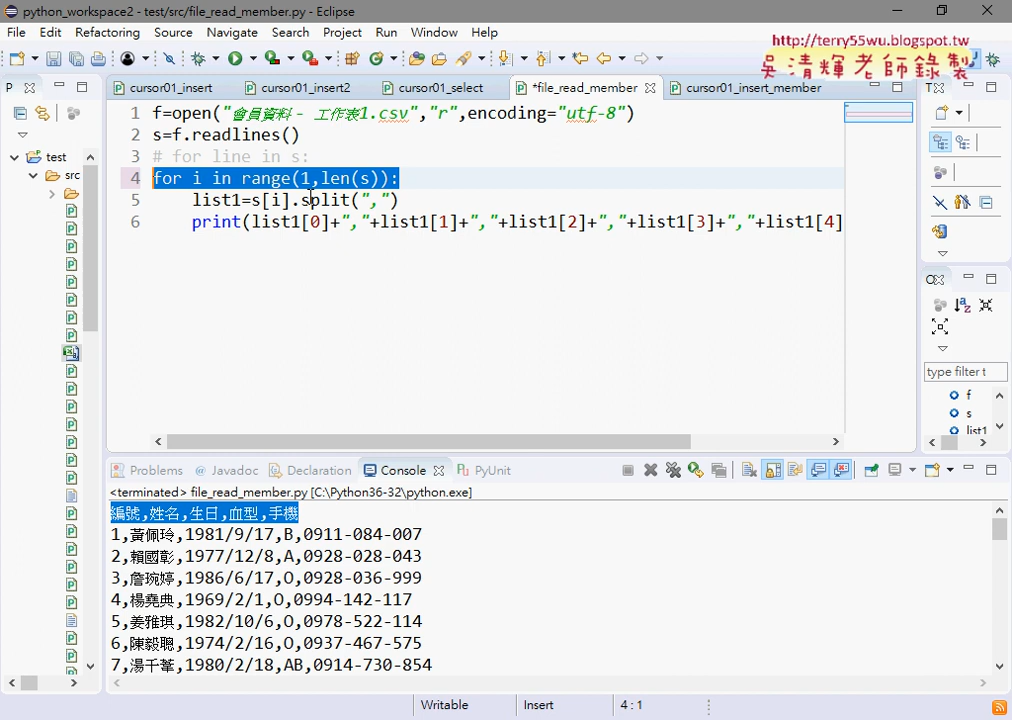 python_workspace2 - test/src/file_read_member.py - Eclipse
File Edit Refactoring Source Navigate Search Project Run Window Help
http://terry55wu.blogspot.tw
吳清輝老師錄製
P
cursor01_insert
cursor01_insert2
cursor01_select
*file_read_member
cursor01_insert_member
T
test
src
1 f=open("會員資料 - 工作表1.csv","r",encoding="utf-8")
2 s=f.readlines()
3 # for line in s:
4 for i in range(1,len(s)):
5 list1=s[i].split(",")
6 print(list1[0]+","+list1[1]+","+list1[2]+","+list1[3]+","+list1[4]
type filter t
f
s
list1
Problems @ Javadoc Declaration Console PyUnit
<terminated> file_read_member.py [C:\Python36-32\python.exe]
編號,姓名,生日,血型,手機
1,黃佩玲,1981/9/17,B,0911-084-007
2,賴國彰,1977/12/8,A,0928-028-043
3,詹琬婷,1986/6/17,O,0928-036-999
4,楊堯典,1969/2/1,O,0994-142-117
5,姜雅琪,1982/10/6,O,0978-522-114
6,陳毅聰,1974/2/16,O,0937-467-575
7,湯千菶,1980/2/18,AB,0914-730-854
Writable Insert 4 : 1